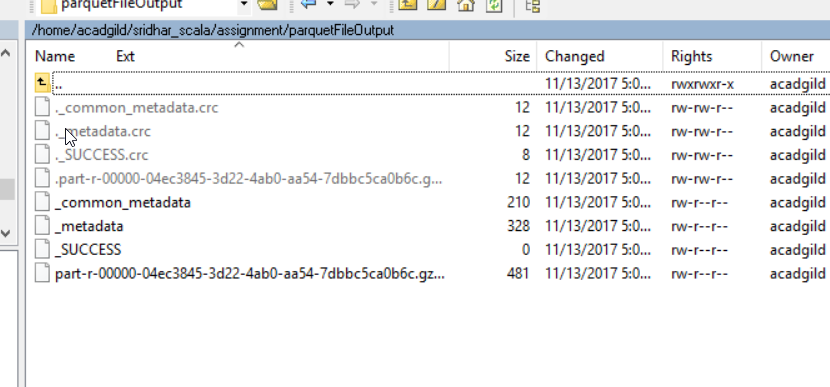 parquetFileOutput
/home/acadgild/sridhar_scala/assignment/parquetFileOutput
Name Ext Size Changed Rights Owner
.. 11/13/2017 5:0... rwxrwxr-x acadgild
._common_metadata.crc 12 11/13/2017 5:0... rw-rw-r-- acadgild
._metadata.crc 12 11/13/2017 5:0... rw-rw-r-- acadgild
._SUCCESS.crc 8 11/13/2017 5:0... rw-rw-r-- acadgild
.part-r-00000-04ec3845-3d22-4ab0-aa54-7dbbc5ca0b6c.g... 12 11/13/2017 5:0... rw-rw-r-- acadgild
_common_metadata 210 11/13/2017 5:0... rw-r--r-- acadgild
_metadata 328 11/13/2017 5:0... rw-r--r-- acadgild
_SUCCESS 0 11/13/2017 5:0... rw-r--r-- acadgild
part-r-00000-04ec3845-3d22-4ab0-aa54-7dbbc5ca0b6c.gz... 481 11/13/2017 5:0... rw-r--r-- acadgild